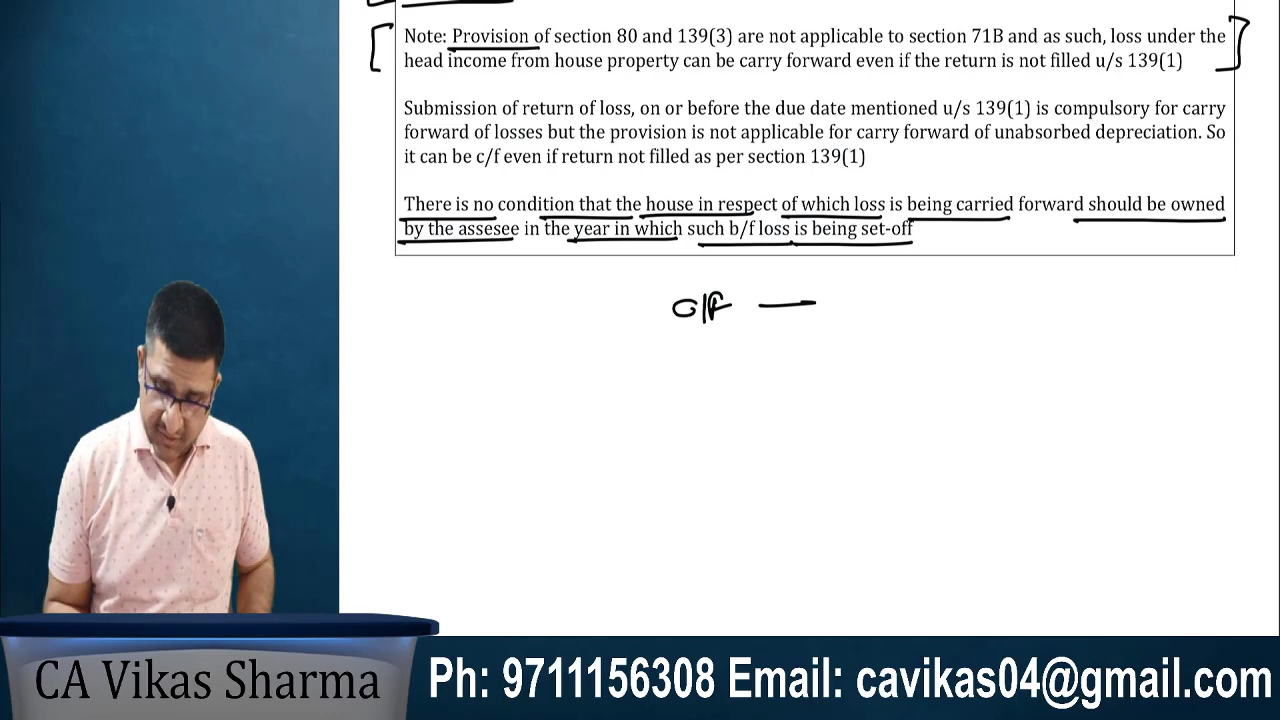 Note: Provision of section 80 and 139(3) are not applicable to section 71B and as such, loss under the
head income from house property can be carry forward even if the return is not filled u/s 139(1)
Submission of return of loss, on or before the due date mentioned u/s 139(1) is compulsory for carry
forward of losses but the provision is not applicable for carry forward of unabsorbed depreciation. So
it can be c/f even if return not filled as per section 139(1)
There is no condition that the house in respect of which loss is being carried forward should be owned
by the assesee in the year in which such b/f loss is being set-off
c/f —
CA Vikas Sharma
Ph: 9711156308 Email: cavikas04@gmail.com